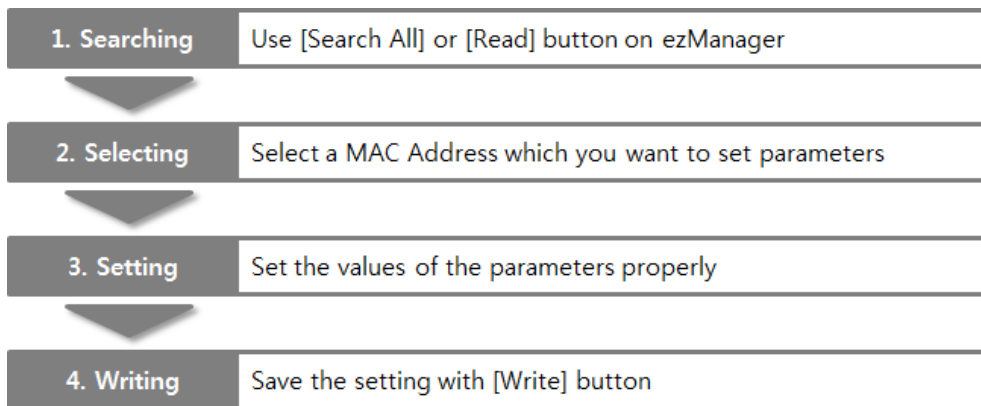 1. Searching
Use [Search All] or [Read] button on ezManager
2. Selecting
Select a MAC Address which you want to set parameters
3. Setting
Set the values of the parameters properly
4. Writing
Save the setting with [Write] button